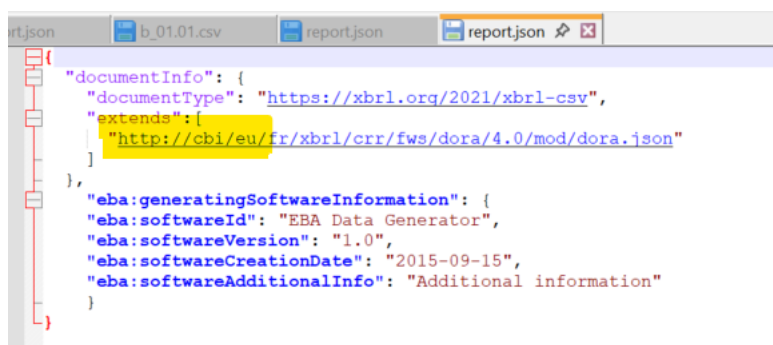 rt.json b_01.01.csv report.json report.json
{
"documentInfo": {
"documentType": "https://xbrl.org/2021/xbrl-csv",
"extends":[
"http://cbi/eu/fr/xbrl/crr/fws/dora/4.0/mod/dora.json"
]
},
"eba:generatingSoftwareInformation": {
"eba:softwareId": "EBA Data Generator",
"eba:softwareVersion": "1.0",
"eba:softwareCreationDate": "2015-09-15",
"eba:softwareAdditionalInfo": "Additional information"
}
}